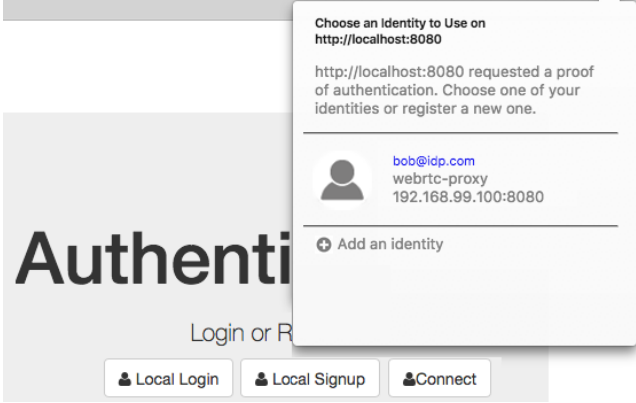 Choose an Identity to Use on
http://localhost:8080
http://localhost:8080 requested a proof
of authentication. Choose one of your
identities or register a new one.
bob@idp.com
webrtc-proxy
192.168.99.100:8080
Add an identity
Authenti
Login or R
Local Login
Local Signup
Connect